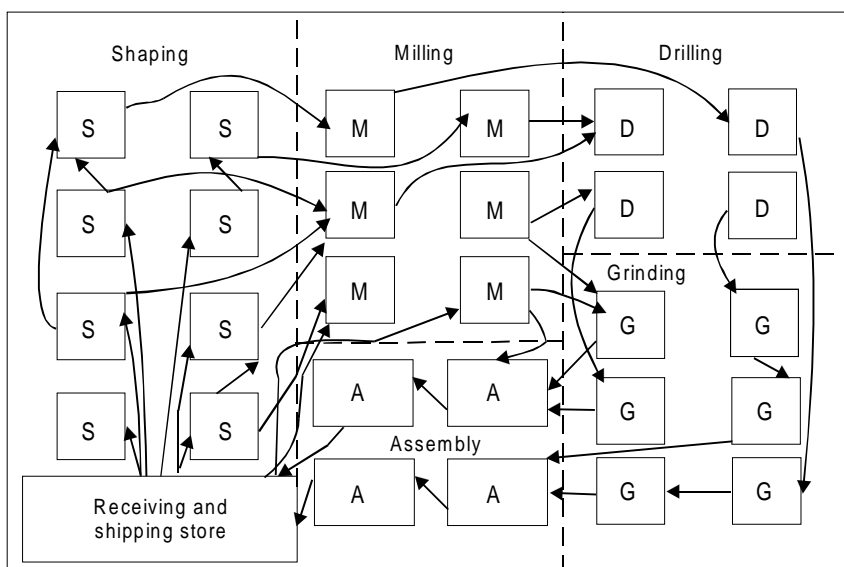 Shaping Milling Drilling
S S M M D D
S S M M D D
Grinding
S S M M G G
S S A A G G
Assembly
A A G G
Receiving and
shipping store